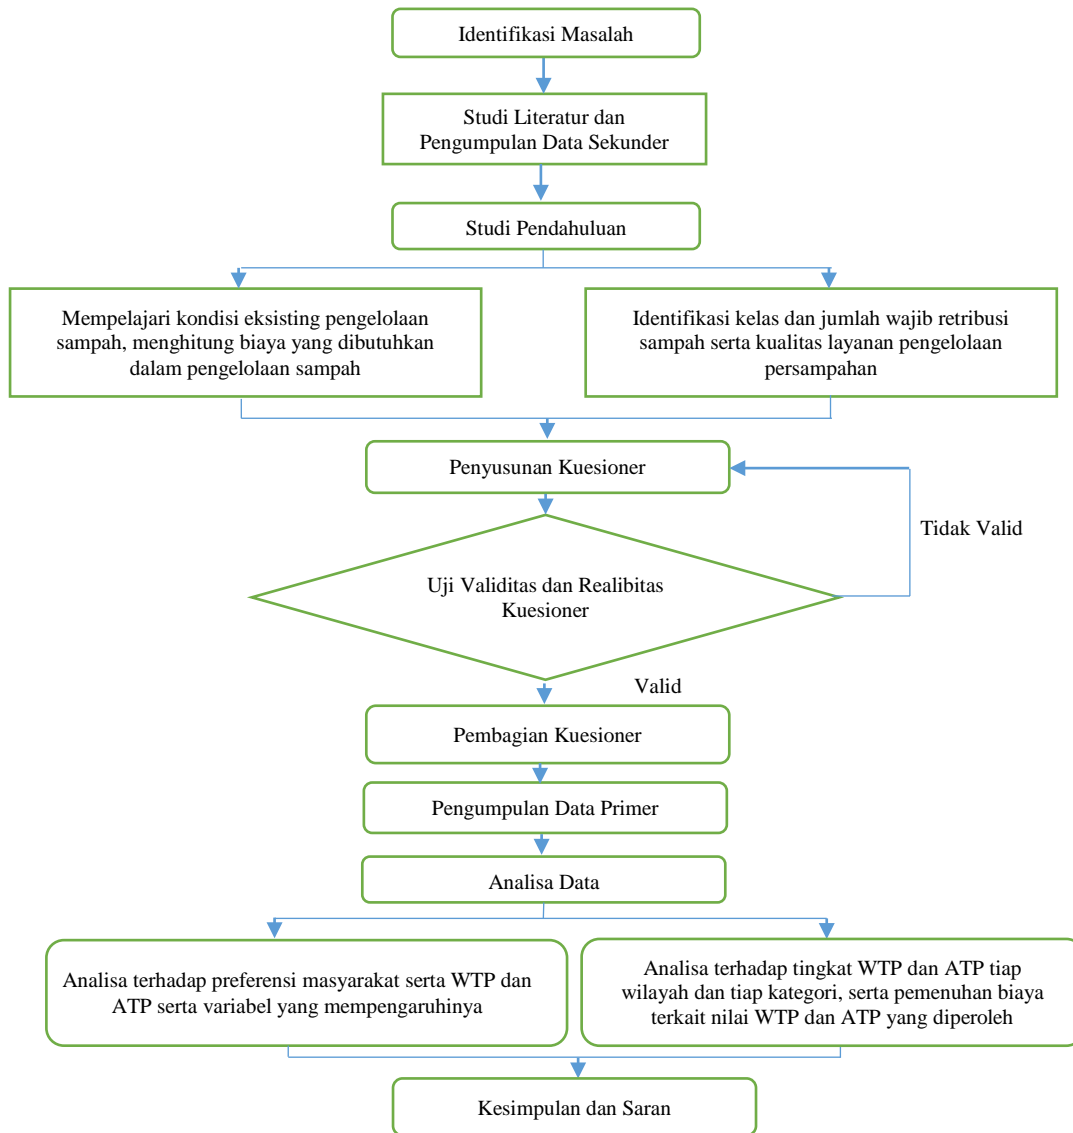 Identifikasi Masalah
Studi Literatur dan
Pengumpulan Data Sekunder
Studi Pendahuluan
Mempelajari kondisi eksisting pengelolaan
sampah, menghitung biaya yang dibutuhkan
dalam pengelolaan sampah
Identifikasi kelas dan jumlah wajib retribusi
sampah serta kualitas layanan pengelolaan
persampahan
Penyusunan Kuesioner
Tidak Valid
Uji Validitas dan Realibitas
Kuesioner
Valid
Pembagian Kuesioner
Pengumpulan Data Primer
Analisa Data
Analisa terhadap preferensi masyarakat serta WTP dan
ATP serta variabel yang mempengaruhinya
Analisa terhadap tingkat WTP dan ATP tiap
wilayah dan tiap kategori, serta pemenuhan biaya
terkait nilai WTP dan ATP yang diperoleh
Kesimpulan dan Saran